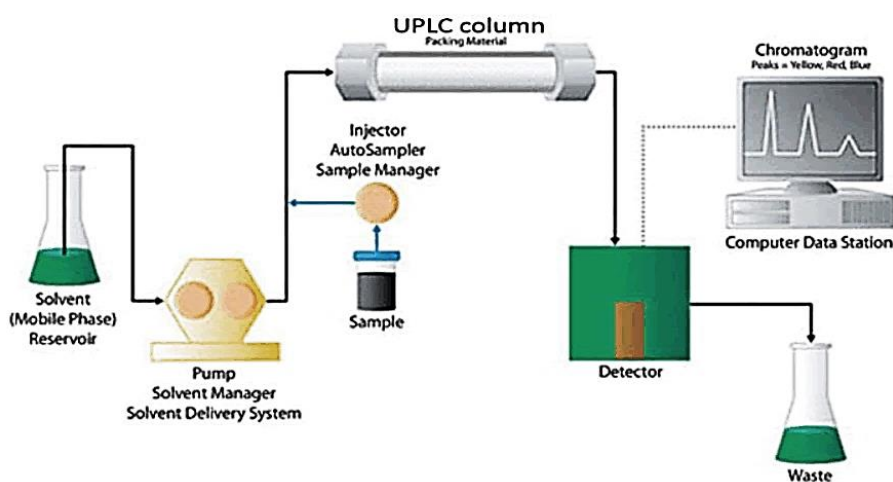 UPLC column
Packing Material
Chromatogram
Peaks = Yellow, Red, Blue
Injector
AutoSampler
Sample Manager
Solvent
(Mobile Phase)
Reservoir
Sample
Computer Data Station
Pump
Solvent Manager
Solvent Delivery System
Detector
Waste